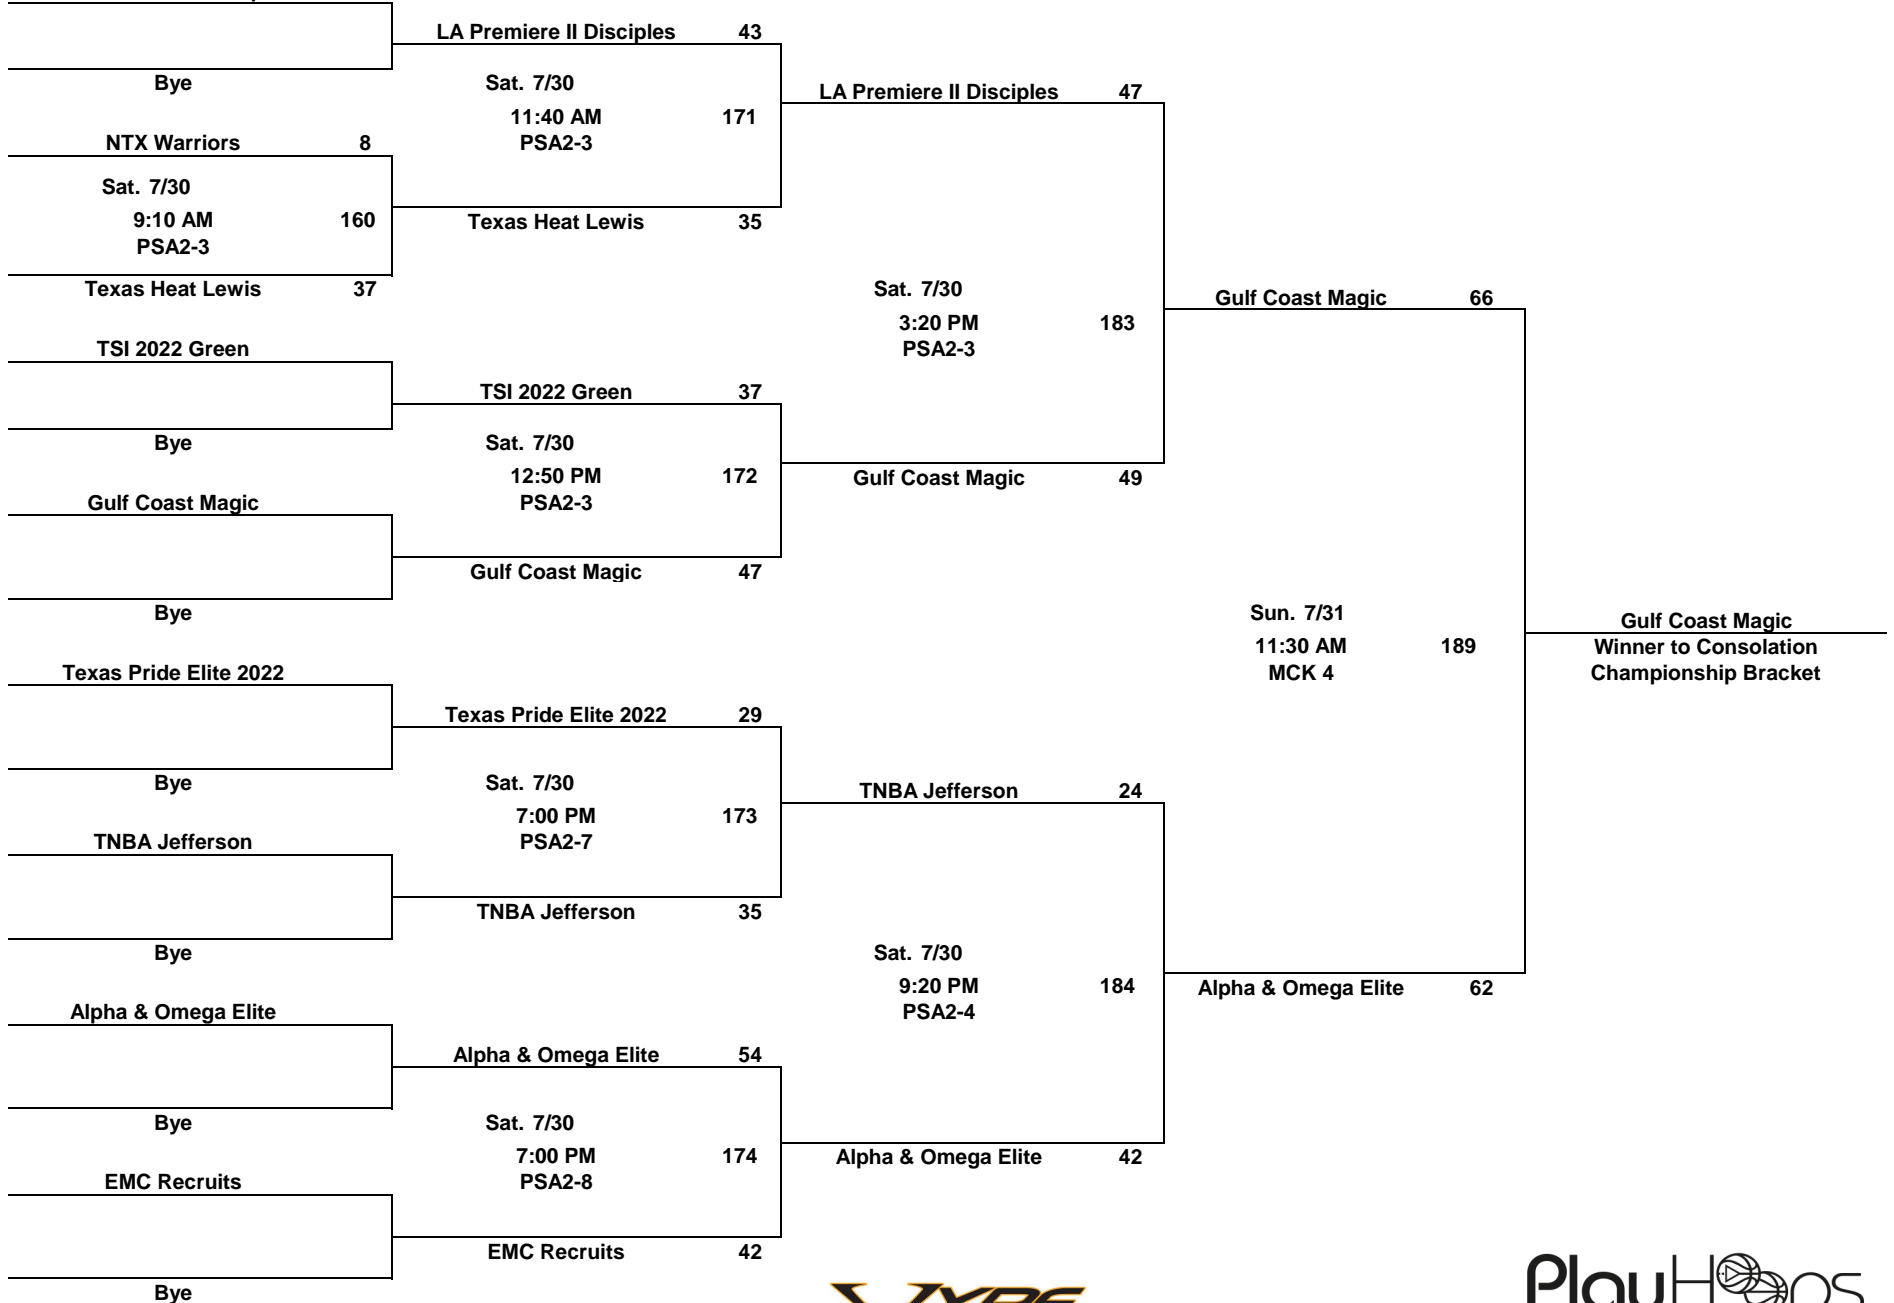 LA Premiere II Disciples 43
Bye
Sat. 7/30
11:40 AM 171
PSA2-3
LA Premiere II Disciples 47
NTX Warriors 8
Sat. 7/30
9:10 AM 160
PSA2-3
Texas Heat Lewis 35
Texas Heat Lewis 37
Sat. 7/30
3:20 PM 183
PSA2-3
Gulf Coast Magic 66
TSI 2022 Green
TSI 2022 Green 37
Bye
Sat. 7/30
12:50 PM 172
PSA2-3
Gulf Coast Magic 49
Gulf Coast Magic
Gulf Coast Magic 47
Bye
Sun. 7/31
11:30 AM 189
MCK 4
Gulf Coast Magic
Winner to Consolation
Championship Bracket
Texas Pride Elite 2022
Texas Pride Elite 2022 29
Bye
Sat. 7/30
7:00 PM 173
PSA2-7
TNBA Jefferson 24
TNBA Jefferson
TNBA Jefferson 35
Bye
Sat. 7/30
9:20 PM 184
PSA2-4
Alpha & Omega Elite 62
Alpha & Omega Elite
Alpha & Omega Elite 54
Bye
Sat. 7/30
7:00 PM 174
PSA2-8
Alpha & Omega Elite 42
EMC Recruits
EMC Recruits 42
Bye
VYPE
PlayHoops